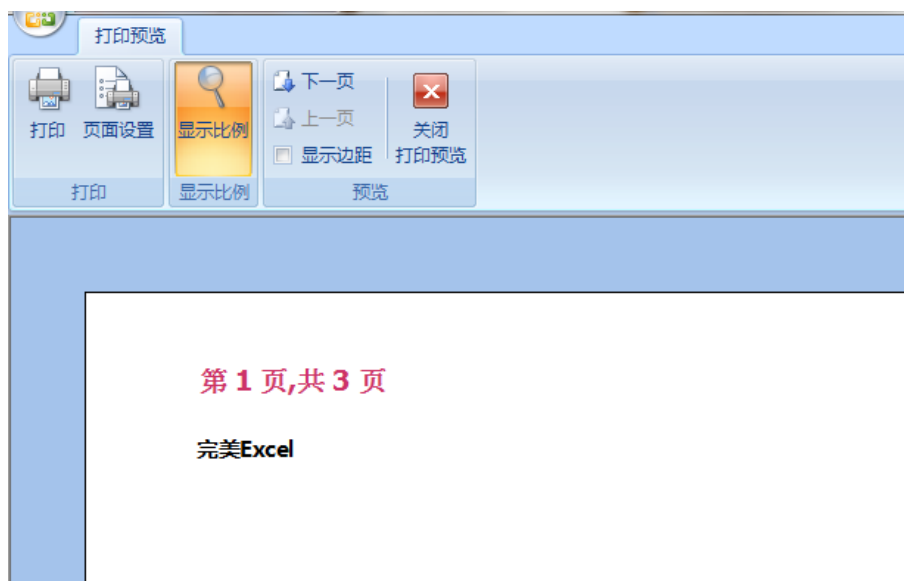 打印预览
打印
页面设置
显示比例
下一页
上一页
显示边距
关闭
打印预览
打印
显示比例
预览
第 1 页,共 3 页
完美Excel